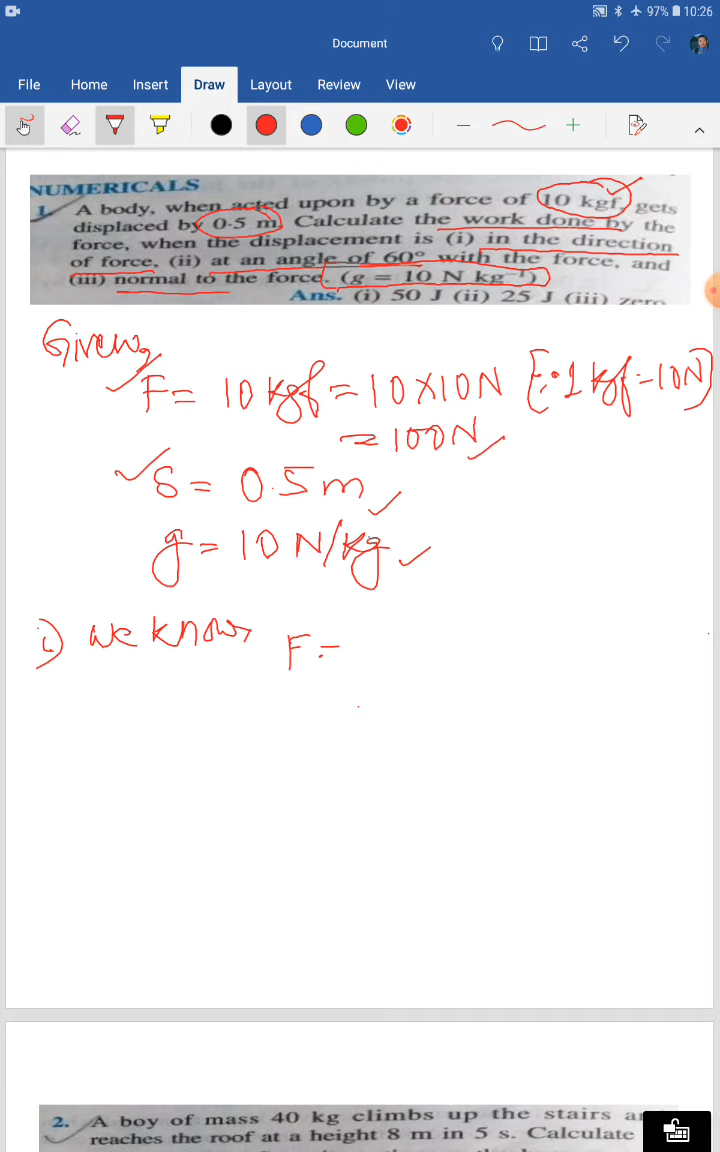 97% 10:26
Document
File Home Insert Draw Layout Review View
NUMERICALS
1. A body, when acted upon by a force of 10 kgf, gets
displaced by 0·5 m. Calculate the work done by the
force, when the displacement is (i) in the direction
of force, (ii) at an angle of 60° with the force, and
(iii) normal to the force. (g = 10 N kg⁻¹)
Ans. (i) 50 J (ii) 25 J (iii) zero
Given,
F = 10 kgf = 10 × 10 N [∵ 1 kgf = 10N]
= 100 N
S = 0.5 m
g = 10 N/kg
i) we know, F =
2. A boy of mass 40 kg climbs up the stairs
reaches the roof at a height 8 m in 5 s. Calculate